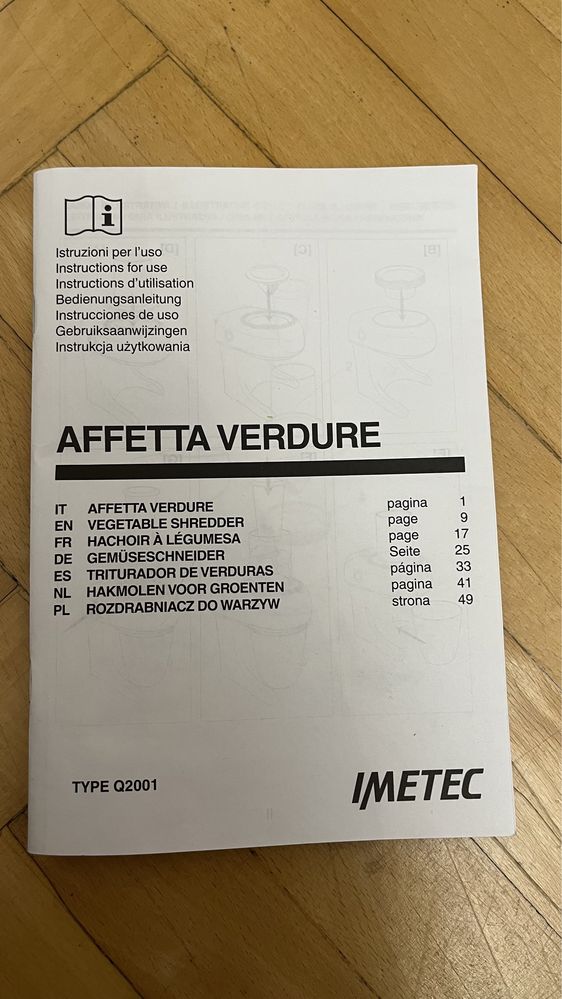 Istruzioni per l'uso
Instructions for use
Instructions d'utilisation
Bedienungsanleitung
Instrucciones de uso
Gebruiksaanwijzingen
Instrukcja użytkowania
AFFETTA VERDURE
IT AFFETTA VERDURE pagina 1
EN VEGETABLE SHREDDER page 9
FR HACHOIR À LÉGUMESA page 17
DE GEMÜSESCHNEIDER Seite 25
ES TRITURADOR DE VERDURAS página 33
NL HAKMOLEN VOOR GROENTEN pagina 41
PL ROZDRABNIACZ DO WARZYW strona 49
TYPE Q2001
IMETEC